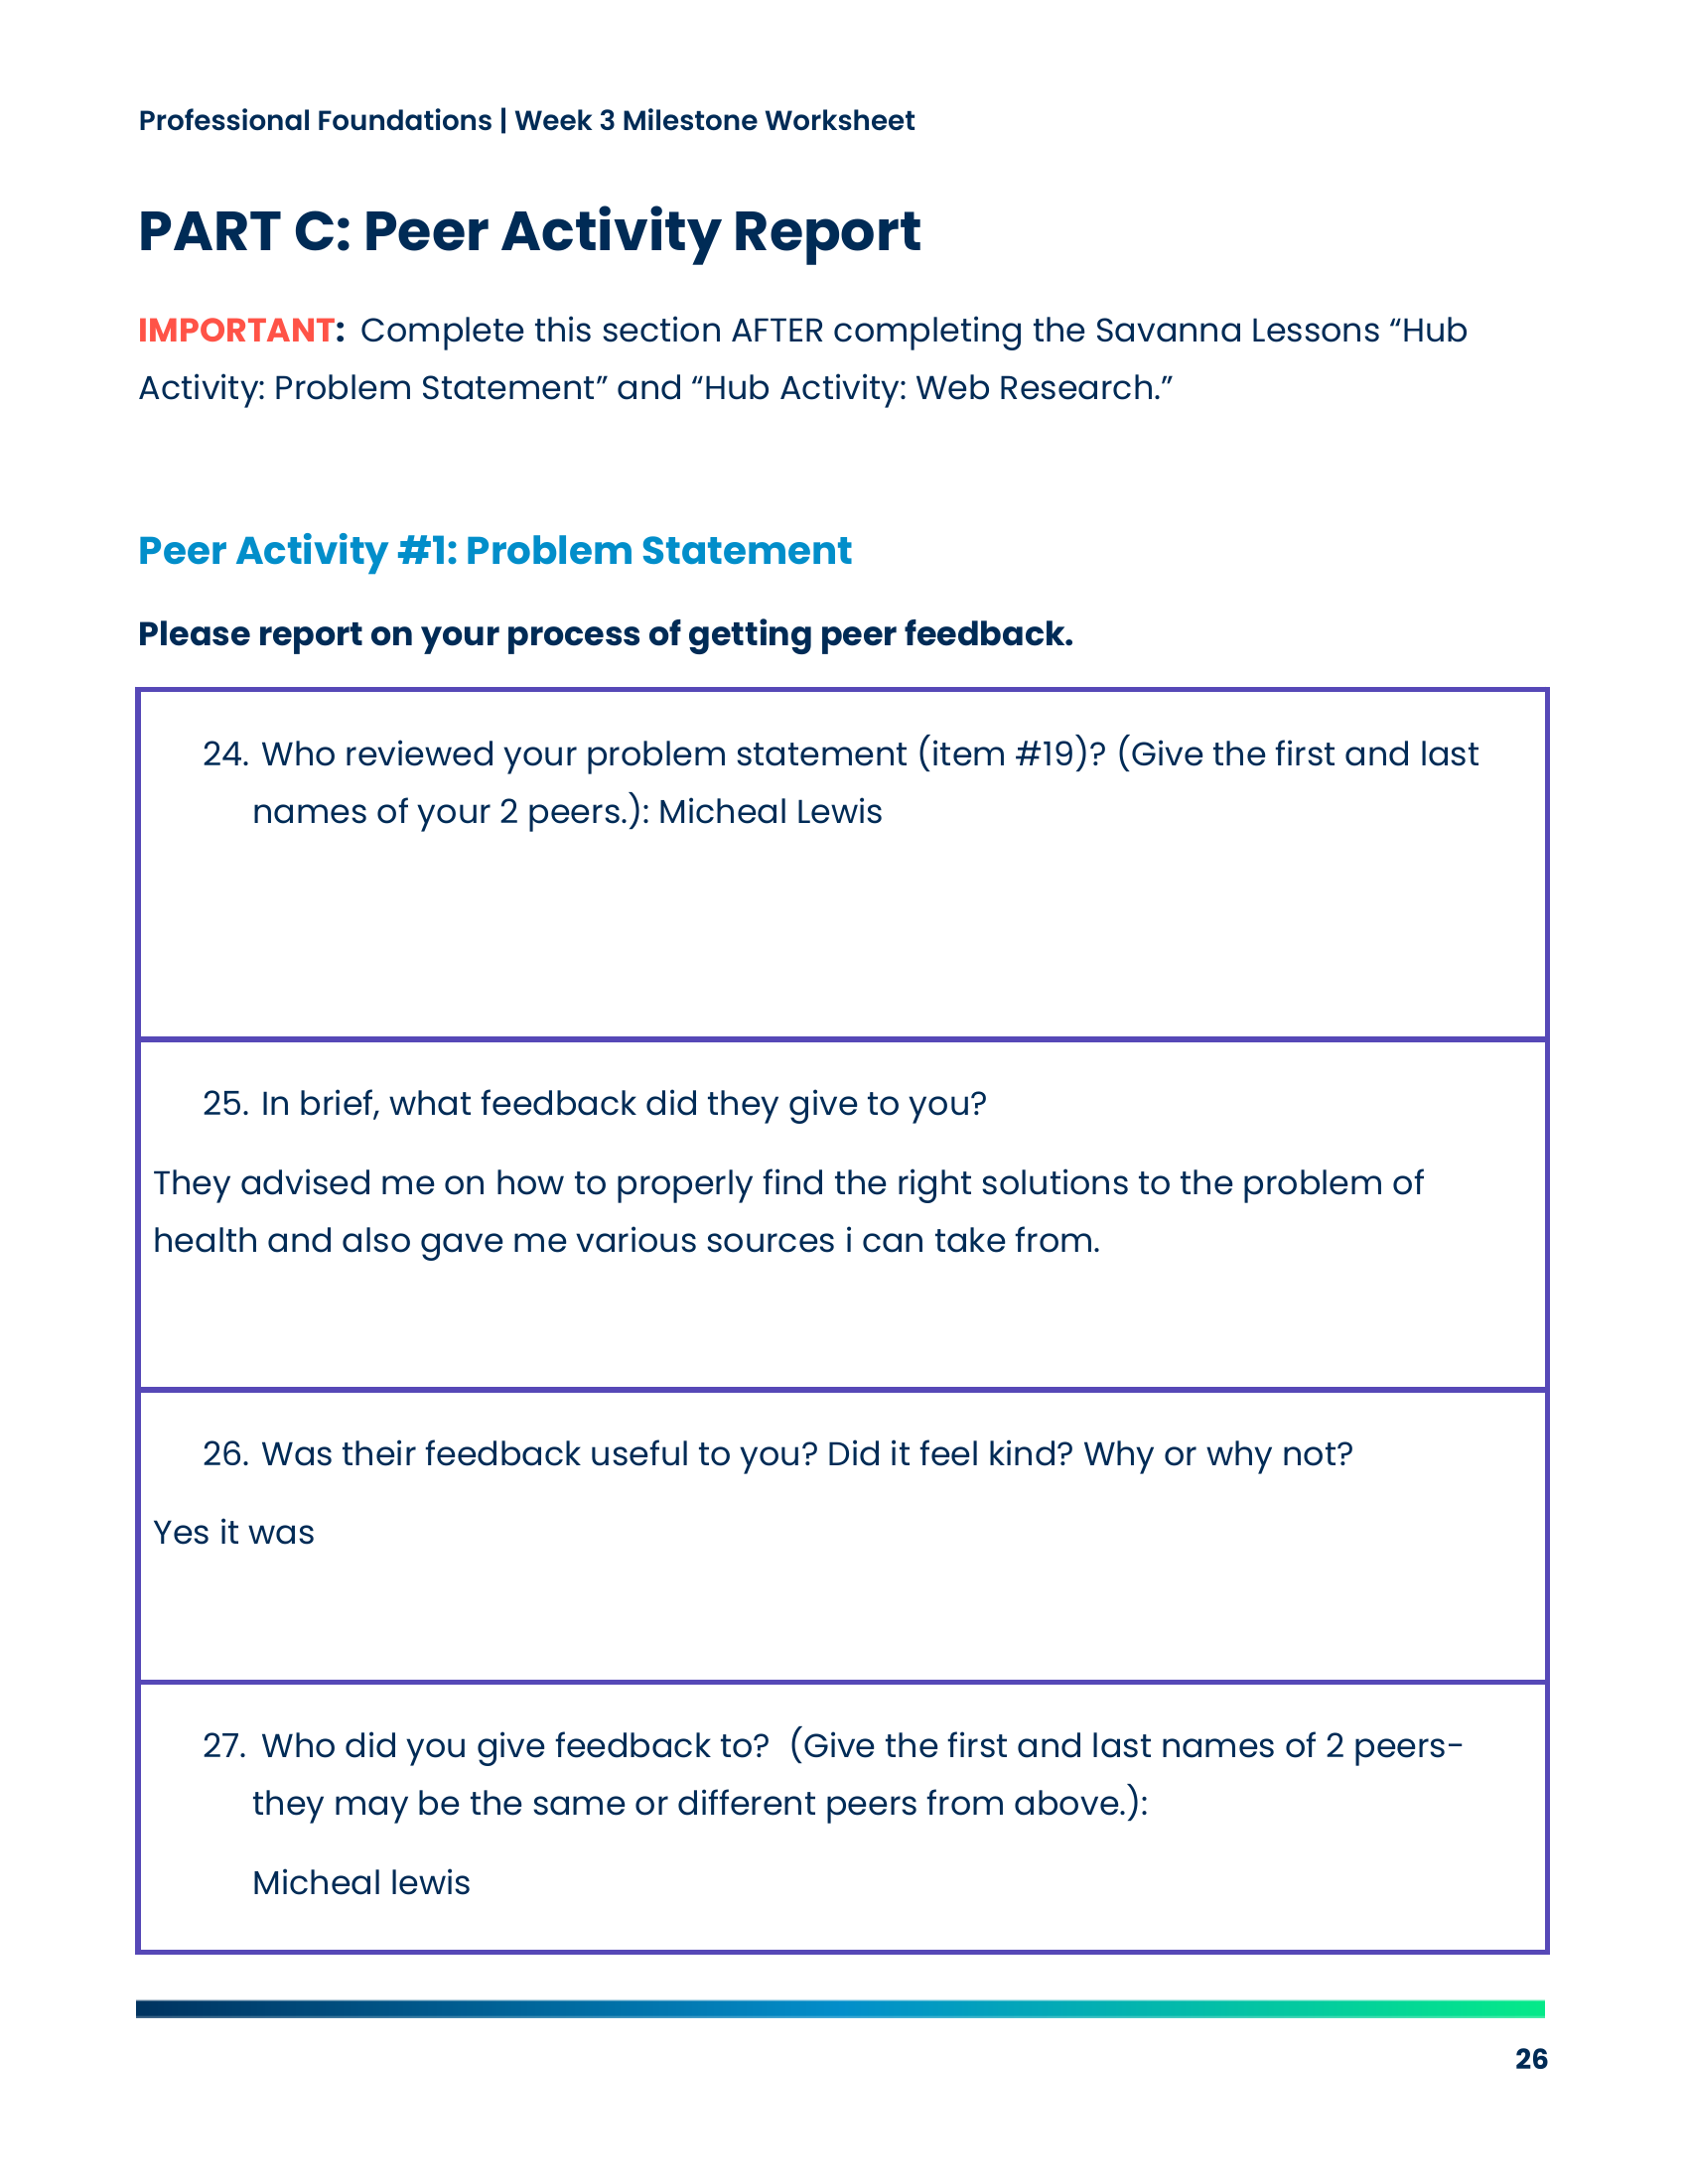 Professional Foundations | Week 3 Milestone Worksheet
PART C: Peer Activity Report
IMPORTANT:  Complete this section AFTER completing the Savanna Lessons “Hub
Activity: Problem Statement” and “Hub Activity: Web Research.”
Peer Activity #1: Problem Statement
Please report on your process of getting peer feedback.
24. Who reviewed your problem statement (item #19)? (Give the first and last
names of your 2 peers.): Micheal Lewis
25. In brief, what feedback did they give to you?
They advised me on how to properly find the right solutions to the problem of
health and also gave me various sources i can take from.
26. Was their feedback useful to you? Did it feel kind? Why or why not?
Yes it was
27. Who did you give feedback to?  (Give the first and last names of 2 peers-
they may be the same or different peers from above.):
Micheal lewis
26